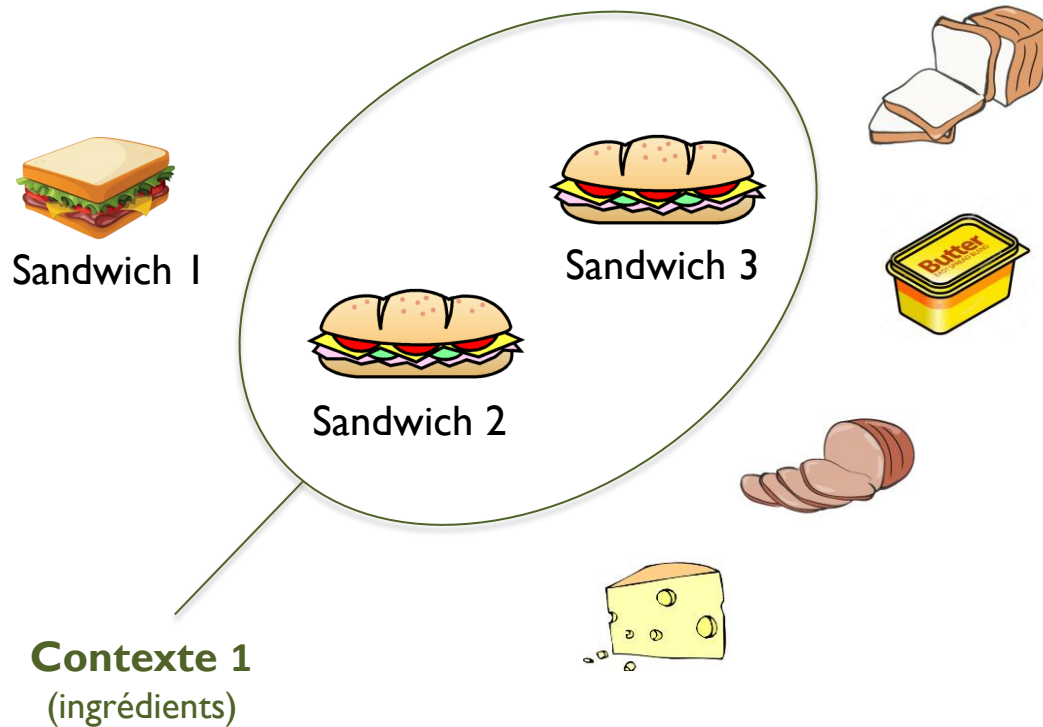 Butter
Sandwich 1
Sandwich 3
Sandwich 2
Contexte 1
(ingrédients)